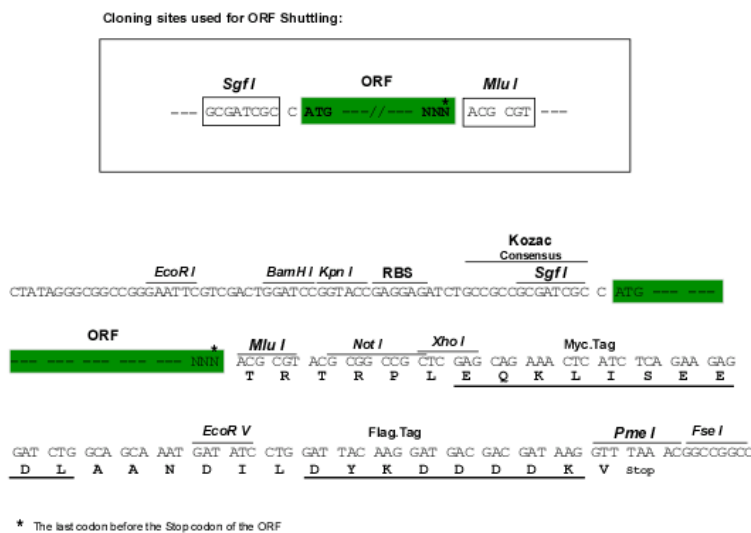 Cloning sites used for ORF Shuttling:
Sgf I ORF Mlu I
--- GCGATCGC C ATG ---//--- NNN* ACG CGT ---
Kozac
Consensus
EcoR I BamH I Kpn I RBS Sgf I
CTATAGGGCGGCCGGGAATTCGTCGACTGGATCCGGTACCGAGGAGATCTGCCGCCGCGATCGC C ATG --- ---
ORF Mlu I Not I Xho I Myc.Tag
--- --- --- --- --- --- NNN* ACG CGT ACG CGG CCG CTC GAG CAG AAA CTC ATC TCA GAA GAG
T R T R P L E Q K L I S E E
EcoR V Flag.Tag Pme I Fse I
GAT CTG GCA GCA AAT GAT ATC CTG GAT TAC AAG GAT GAC GAC GAT AAG GTT TAA ACGGCCGGCC
D L A A N D I L D Y K D D D D K V Stop
* The last codon before the Stop codon of the ORF